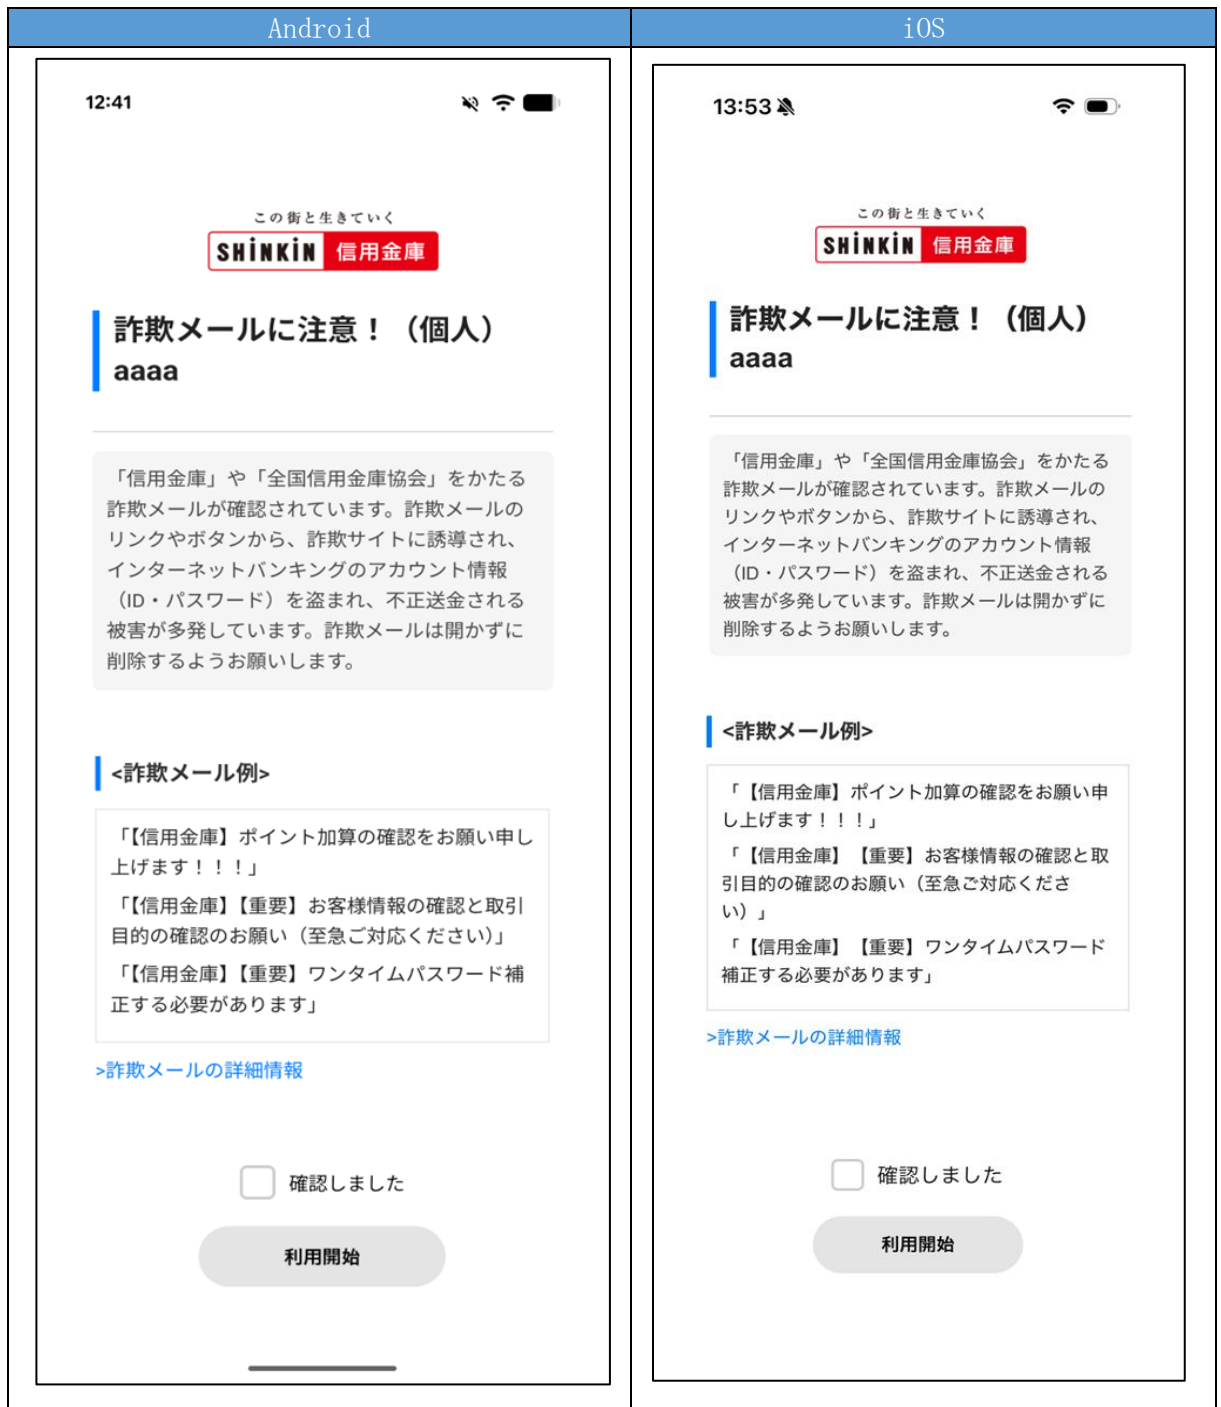 Android
12:41
この街と生きていく
SHiNKiN 信用金庫
詐欺メールに注意！（個人）
aaaa
「信用金庫」や「全国信用金庫協会」をかたる
詐欺メールが確認されています。詐欺メールの
リンクやボタンから、詐欺サイトに誘導され、
インターネットバンキングのアカウント情報
（ID・パスワード）を盗まれ、不正送金される
被害が多発しています。詐欺メールは開かずに
削除するようお願いします。
<詐欺メール例>
「【信用金庫】ポイント加算の確認をお願い申し
上げます！！！」
「【信用金庫】【重要】お客様情報の確認と取引
目的の確認のお願い（至急ご対応ください）」
「【信用金庫】【重要】ワンタイムパスワード補
正する必要があります」
>詐欺メールの詳細情報
確認しました
利用開始
iOS
13:53
この街と生きていく
SHiNKiN 信用金庫
詐欺メールに注意！（個人）
aaaa
「信用金庫」や「全国信用金庫協会」をかたる
詐欺メールが確認されています。詐欺メールの
リンクやボタンから、詐欺サイトに誘導され、
インターネットバンキングのアカウント情報
（ID・パスワード）を盗まれ、不正送金される
被害が多発しています。詐欺メールは開かずに
削除するようお願いします。
<詐欺メール例>
「【信用金庫】ポイント加算の確認をお願い申
し上げます！！！」
「【信用金庫】【重要】お客様情報の確認と取
引目的の確認のお願い（至急ご対応くださ
い）」
「【信用金庫】【重要】ワンタイムパスワード
補正する必要があります」
>詐欺メールの詳細情報
確認しました
利用開始